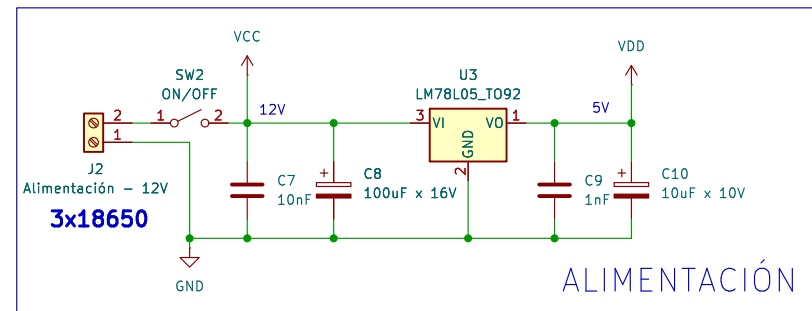 VCC
VDD
SW2
ON/OFF
U3
LM78L05_TO92
12V
5V
2
1
1
2
3
VI
VO
1
GND
2
J2
Alimentación - 12V
3x18650
C7
10nF
+
C8
100uF x 16V
C9
1nF
+
C10
10uF x 10V
GND
ALIMENTACIÓN